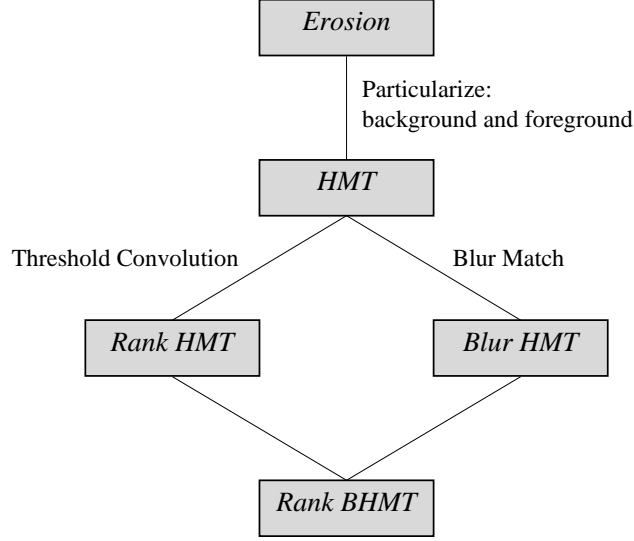 Erosion
Particularize:
background and foreground
HMT
Threshold Convolution
Blur Match
Rank HMT
Blur HMT
Rank BHMT